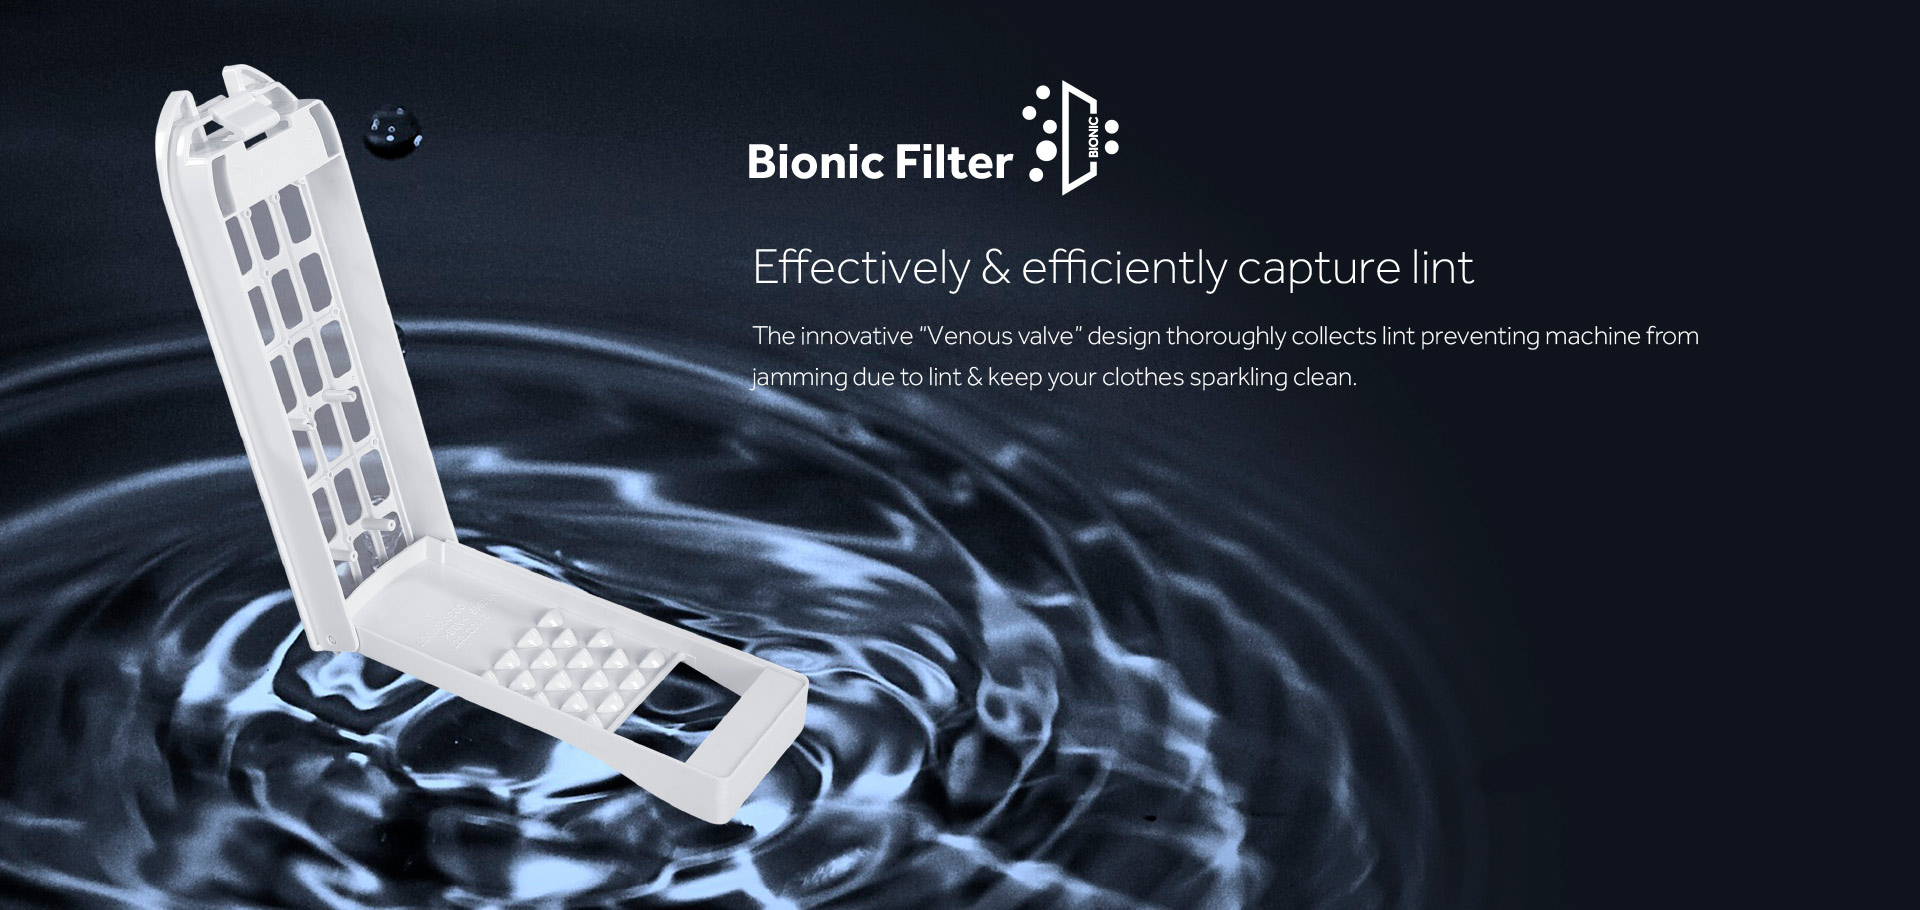 Bionic Filter
BIONIC
Effectively & efficiently capture lint
The innovative “Venous valve” design thoroughly collects lint preventing machine from
jamming due to lint & keep your clothes sparkling clean.